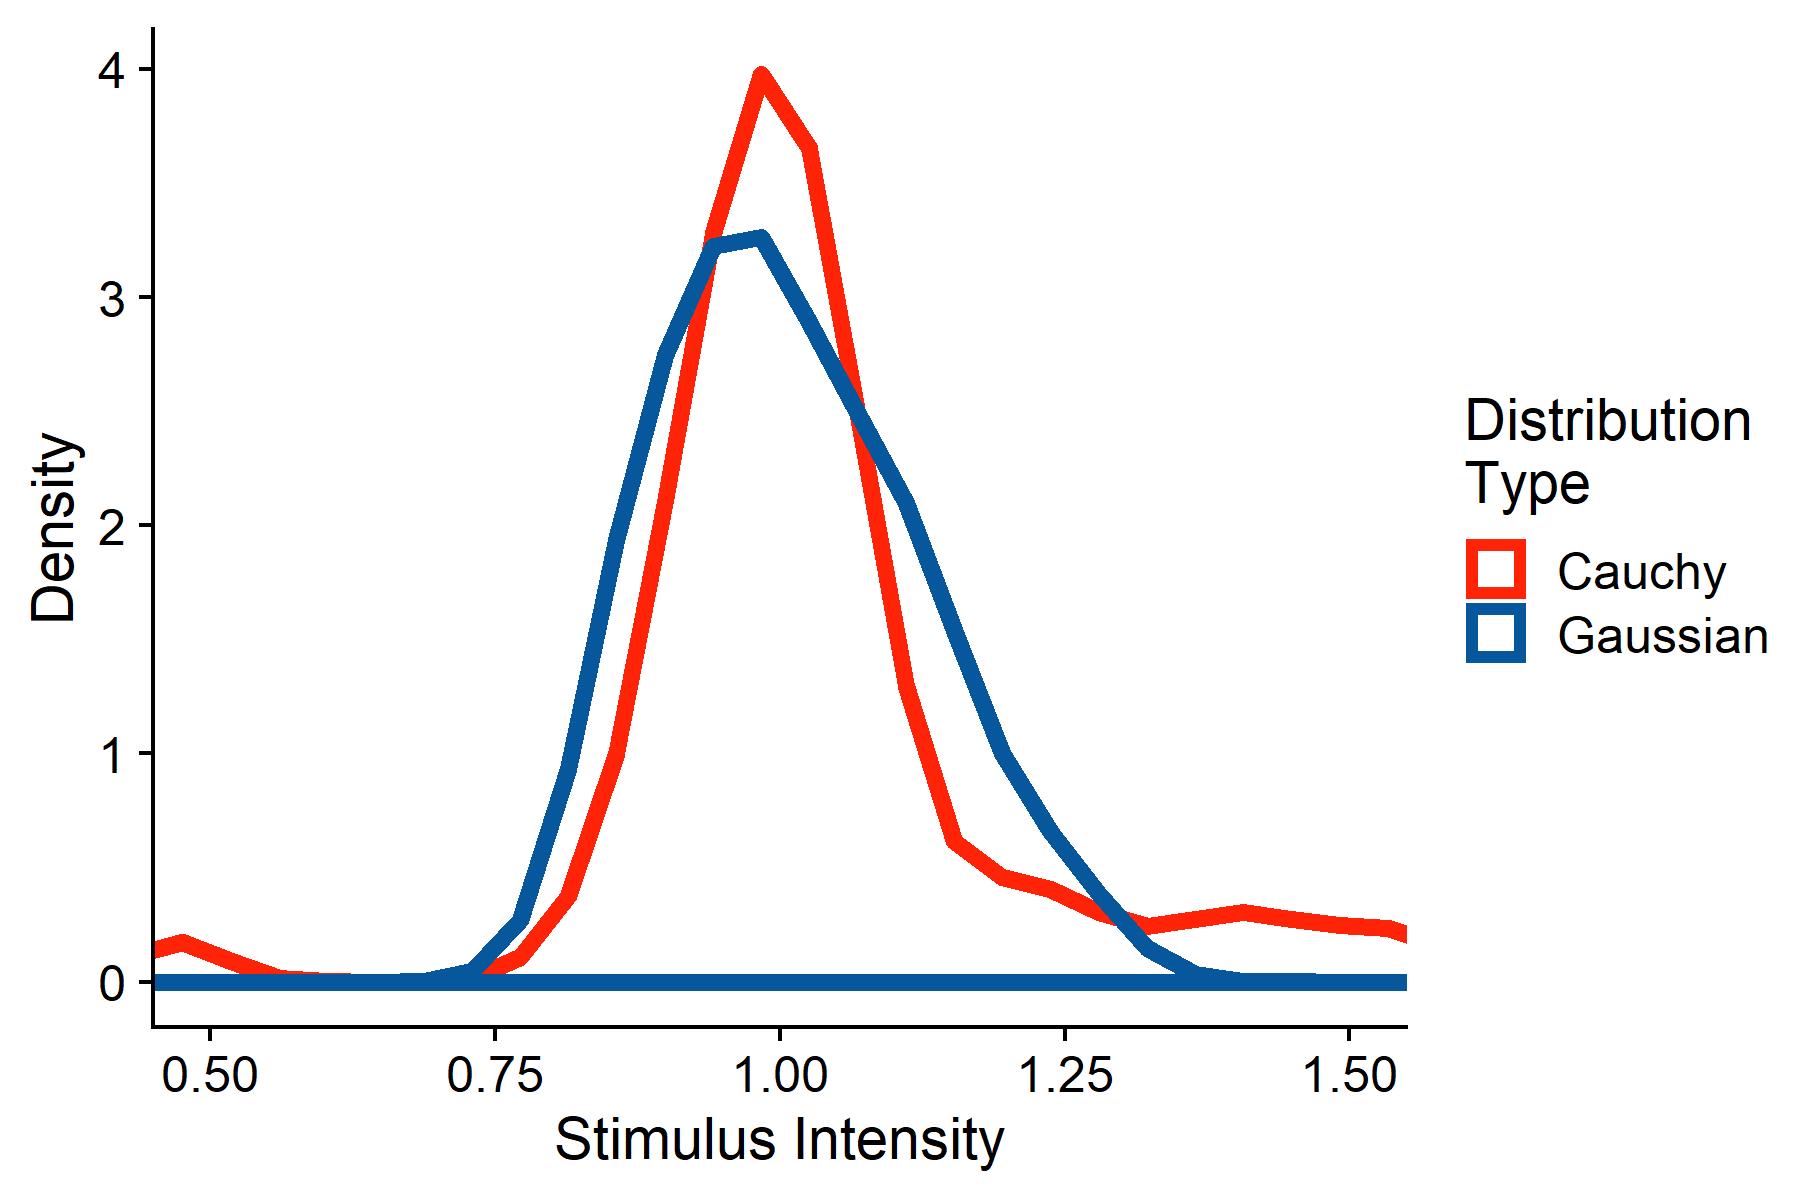 4
3
2
1
0
Density
0.50 0.75 1.00 1.25 1.50
Stimulus Intensity
Distribution
Type
Cauchy
Gaussian